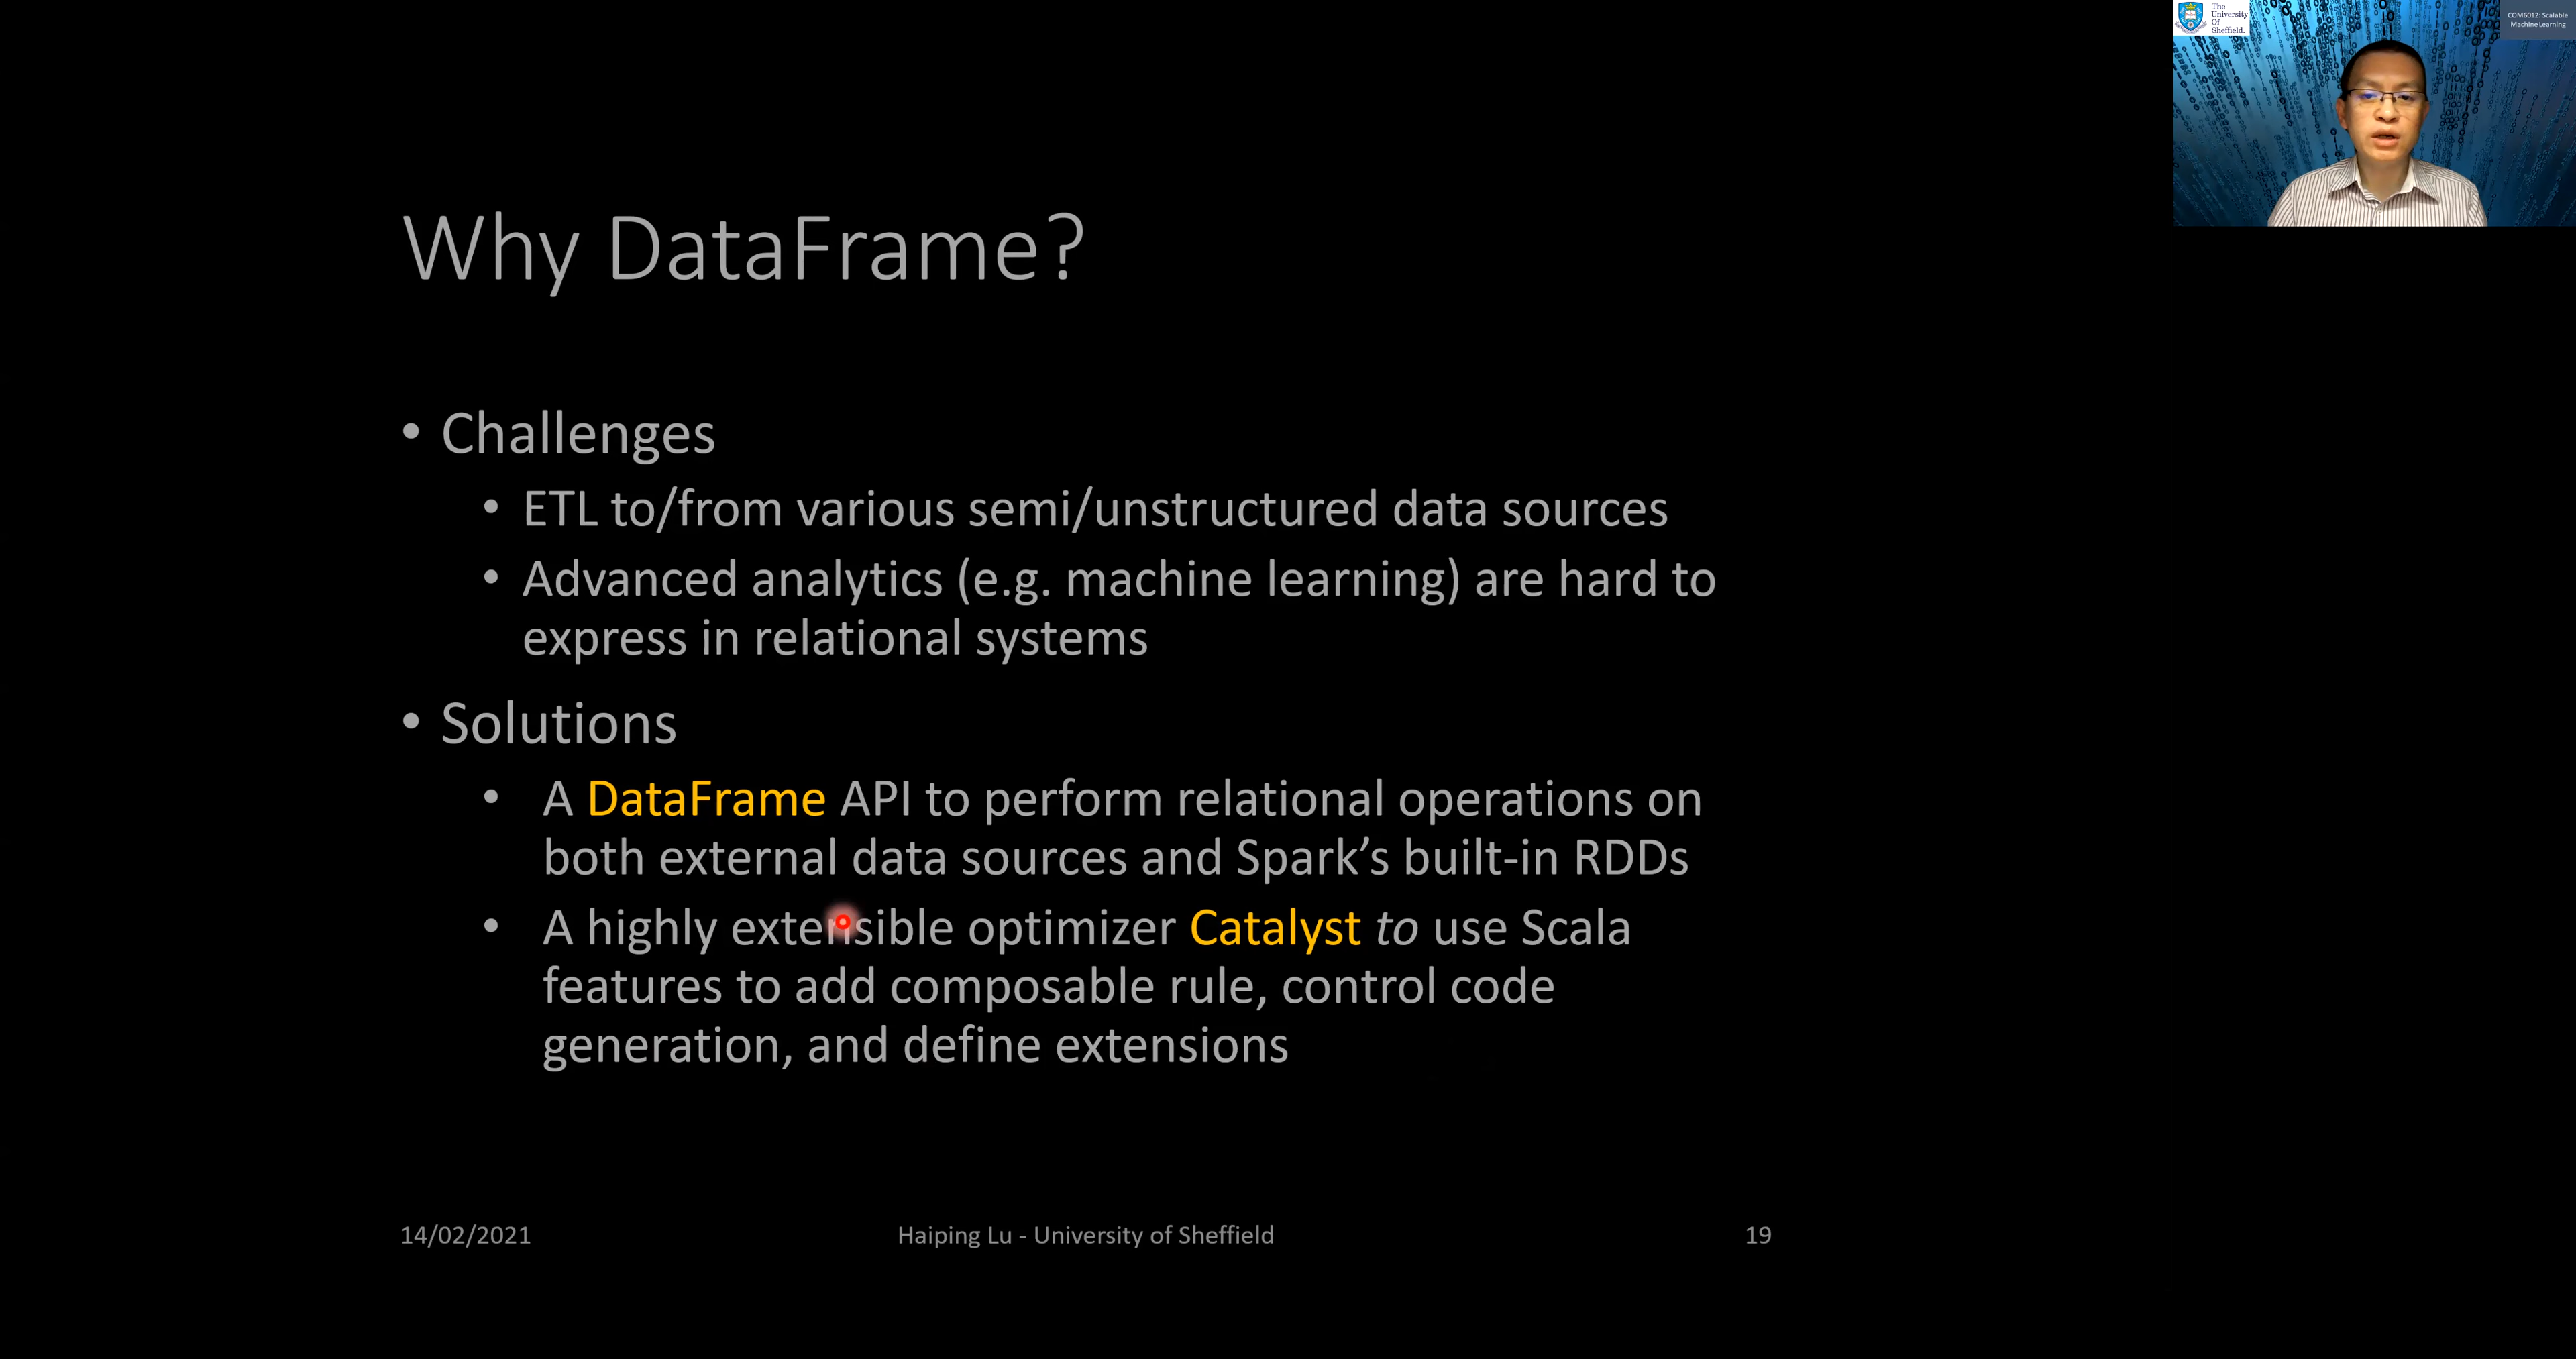 The
University
Of
Sheffield.
COM6012: Scalable
Machine Learning
Why DataFrame?
• Challenges
• ETL to/from various semi/unstructured data sources
• Advanced analytics (e.g. machine learning) are hard to
express in relational systems
• Solutions
• A DataFrame API to perform relational operations on
both external data sources and Spark’s built-in RDDs
• A highly extensible optimizer Catalyst to use Scala
features to add composable rule, control code
generation, and define extensions
14/02/2021
Haiping Lu - University of Sheffield
19